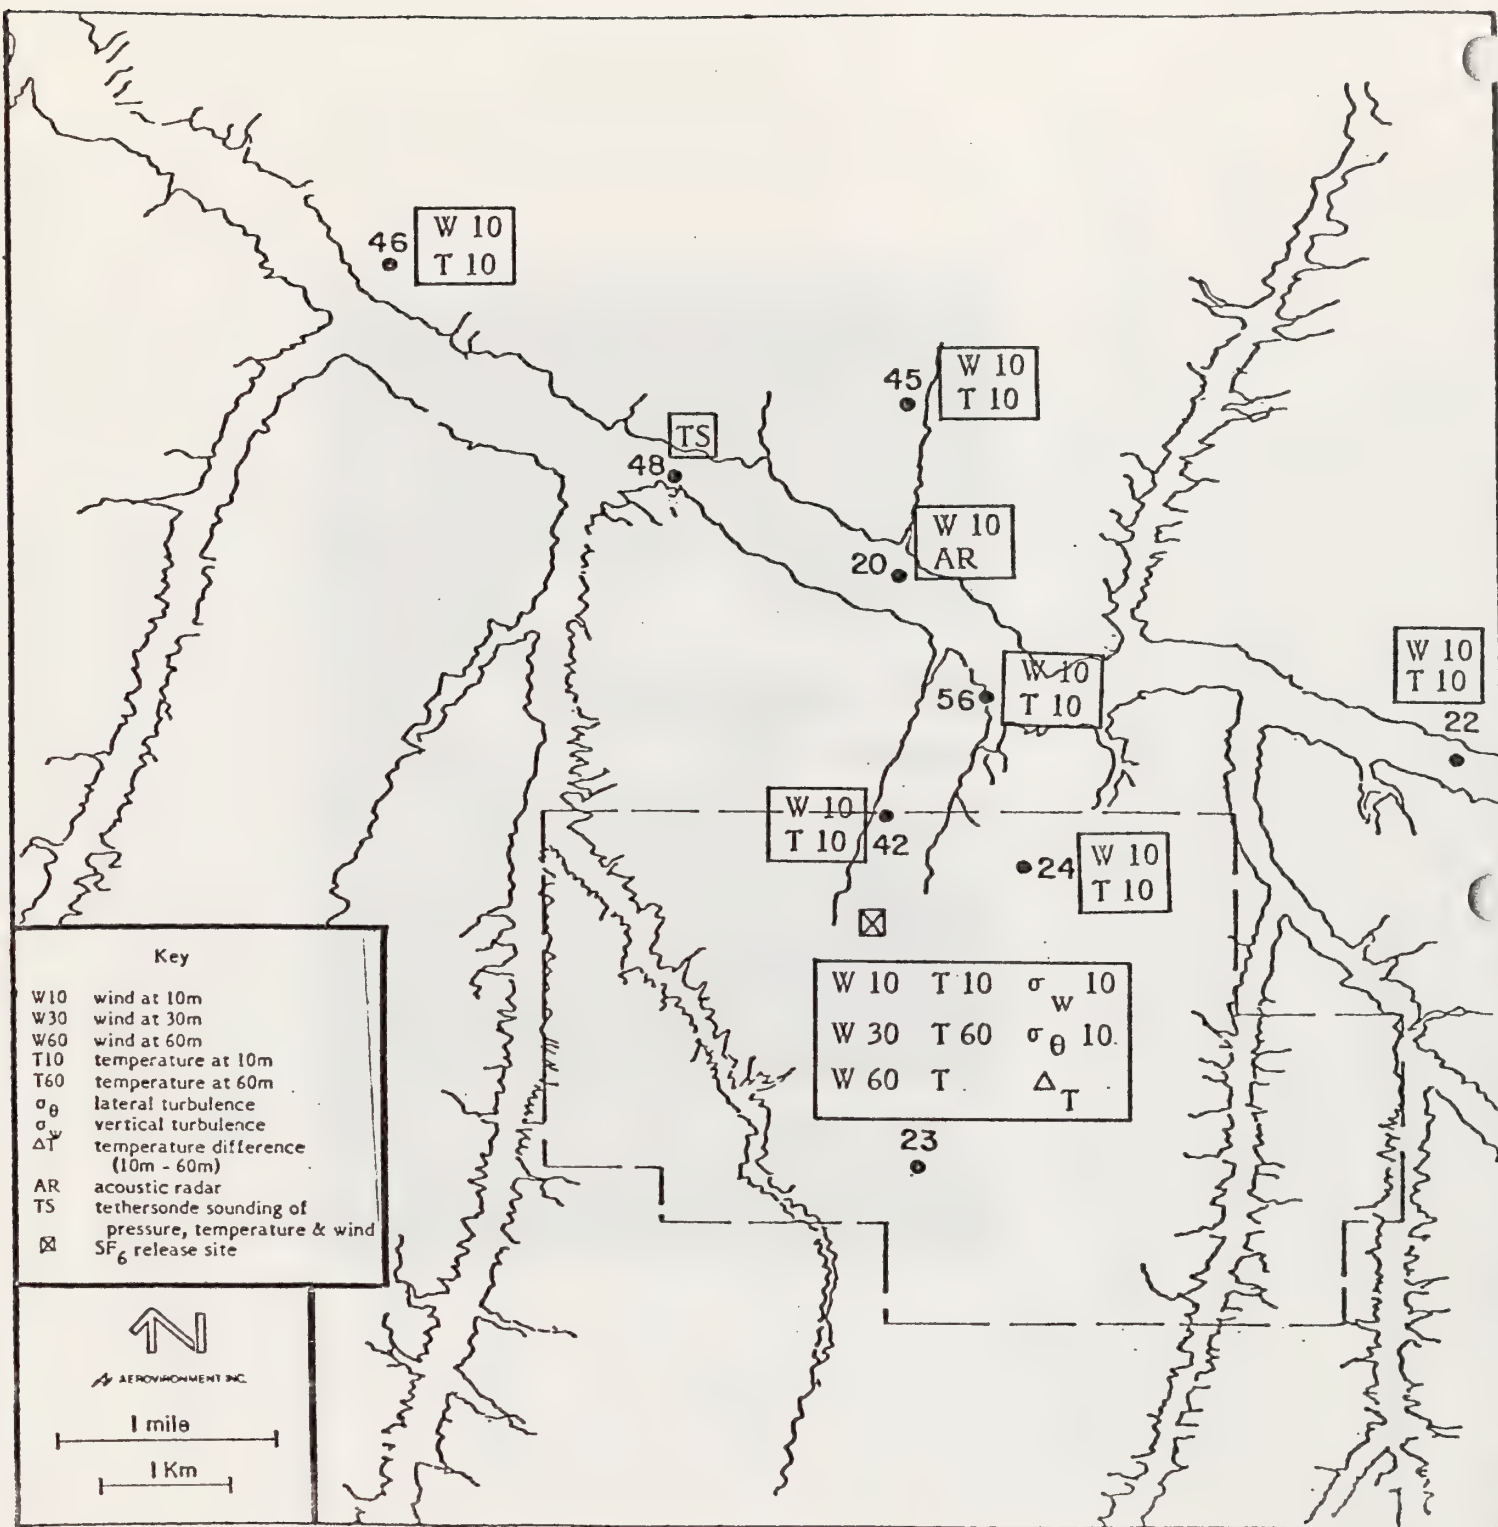 46
W 10
T 10
45
W 10
T 10
TS
48
W 10
AR
20
W 10
T 10
22
W 10
T 10
56
W 10
T 10
42
24
W 10
T 10
W 10 T 10 σw 10
W 30 T 60 σθ 10.
W 60 T ΔT
23
Key
W10 wind at 10m
W30 wind at 30m
W60 wind at 60m
T10 temperature at 10m
T60 temperature at 60m
σθ lateral turbulence
σw vertical turbulence
ΔT temperature difference
(10m - 60m)
AR acoustic radar
TS tethersonde sounding of
pressure, temperature & wind
SF6 release site
N
AEROVIRONMENT INC.
1 mile
1 Km